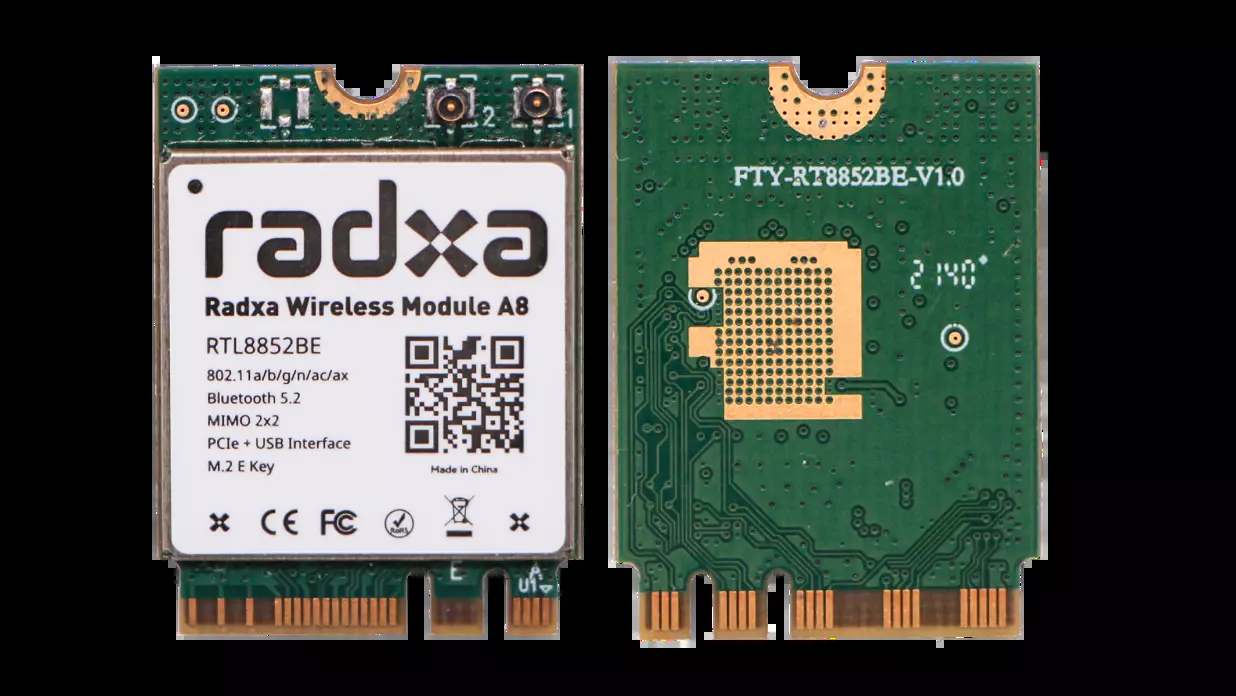 2
1
radxa
Radxa Wireless Module A8
RTL8852BE
802.11a/b/g/n/ac/ax
Bluetooth 5.2
MIMO 2x2
PCIe + USB Interface
M.2 E Key
Made in China
CE FC RoHS
E
A
U1
FTY-RT8852BE-V1.0
2140